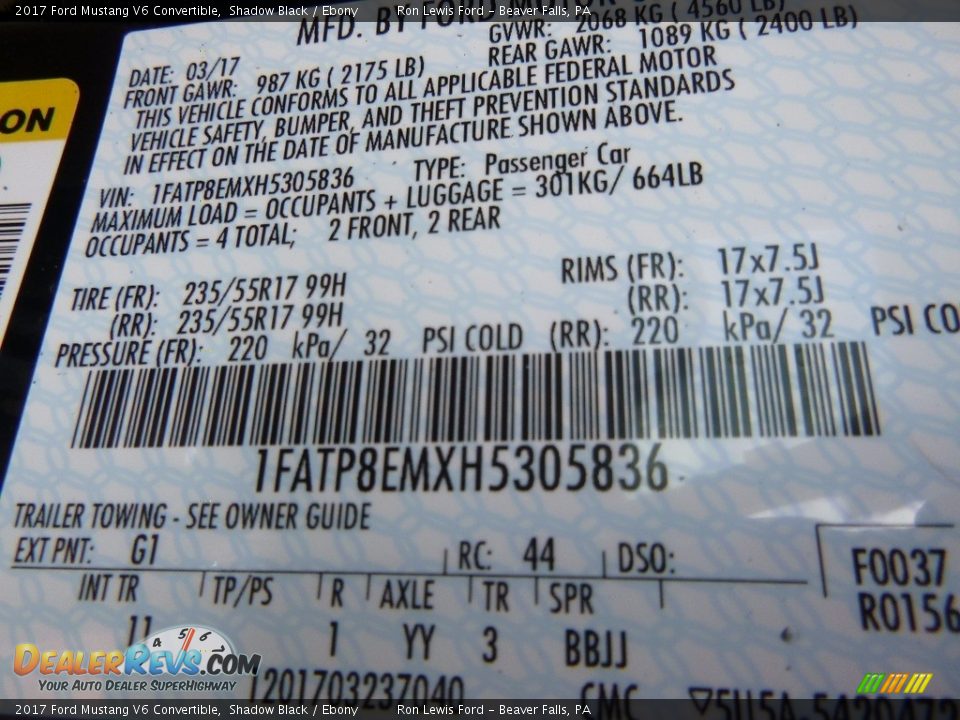 2017 Ford Mustang V6 Convertible, Shadow Black / Ebony Ron Lewis Ford - Beaver Falls, PA
MFD. BY FORD
GVWR: 2068 KG ( 4560 LB)
DATE: 03/17 REAR GAWR: 1089 KG ( 2400 LB)
FRONT GAWR: 987 KG ( 2175 LB)
THIS VEHICLE CONFORMS TO ALL APPLICABLE FEDERAL MOTOR
VEHICLE SAFETY, BUMPER, AND THEFT PREVENTION STANDARDS
IN EFFECT ON THE DATE OF MANUFACTURE SHOWN ABOVE.
ON
VIN: 1FATP8EMXH5305836 TYPE: Passenger Car
MAXIMUM LOAD = OCCUPANTS + LUGGAGE = 301KG/ 664LB
OCCUPANTS = 4 TOTAL; 2 FRONT, 2 REAR
TIRE (FR): 235/55R17 99H RIMS (FR): 17x7.5J
(RR): 235/55R17 99H (RR): 17x7.5J
PRESSURE (FR): 220 kPa/ 32 PSI COLD (RR): 220 kPa/ 32 PSI CO
1FATP8EMXH5305836
TRAILER TOWING - SEE OWNER GUIDE
EXT PNT: G1 RC: 44 DSO: F0037
INT TR TP/PS R AXLE TR SPR R0156
11 1 YY 3 BBJJ
4 5 6
DEALERREVS.COM
YOUR AUTO DEALER SUPERHIGHWAY
201703237040 CMC
2017 Ford Mustang V6 Convertible, Shadow Black / Ebony Ron Lewis Ford - Beaver Falls, PA